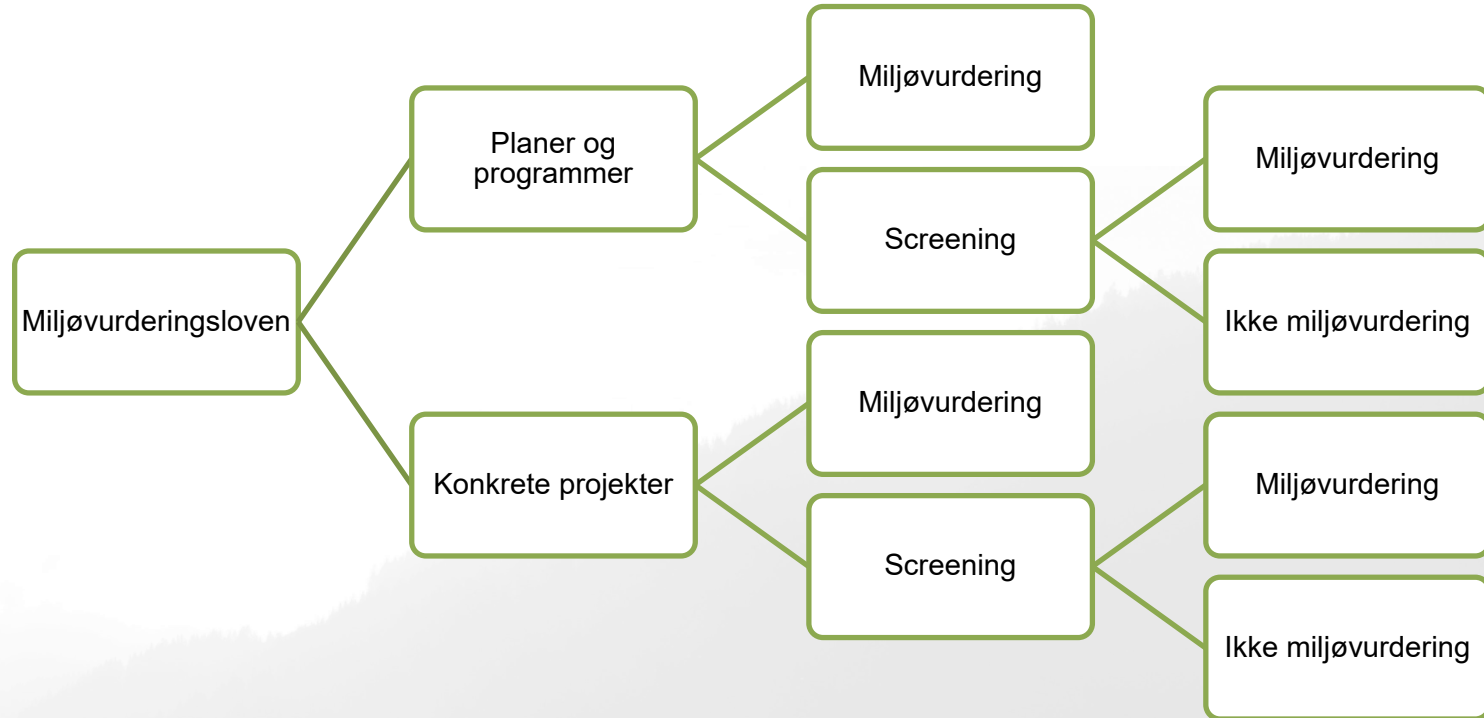 Miljøvurderingsloven
Planer og
programmer
Miljøvurdering
Screening
Miljøvurdering
Ikke miljøvurdering
Konkrete projekter
Miljøvurdering
Screening
Miljøvurdering
Ikke miljøvurdering